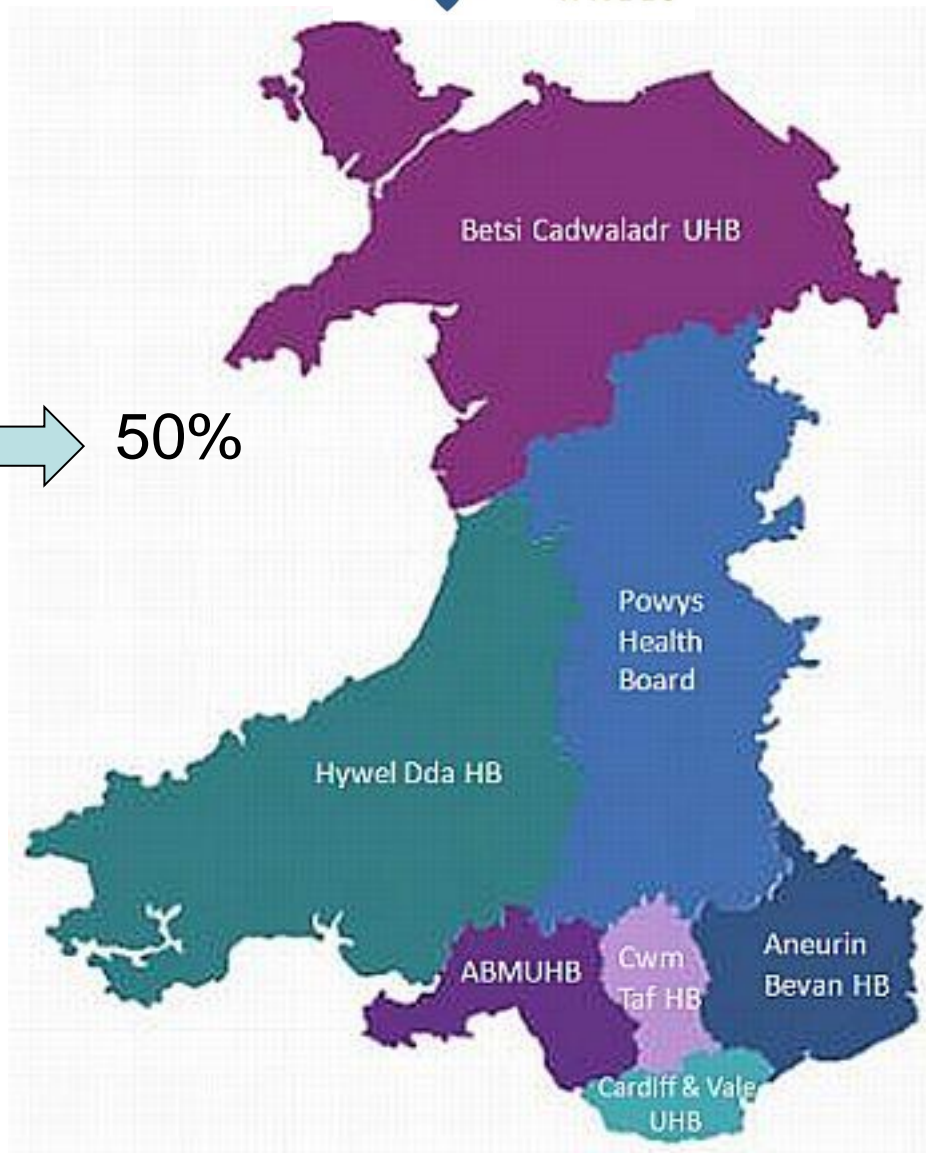 Betsi Cadwaladr UHB
50%
Powys
Health
Board
Hywel Dda HB
ABMUHB
Cwm
Taf HB
Aneurin
Bevan HB
Cardiff & Vale
UHB